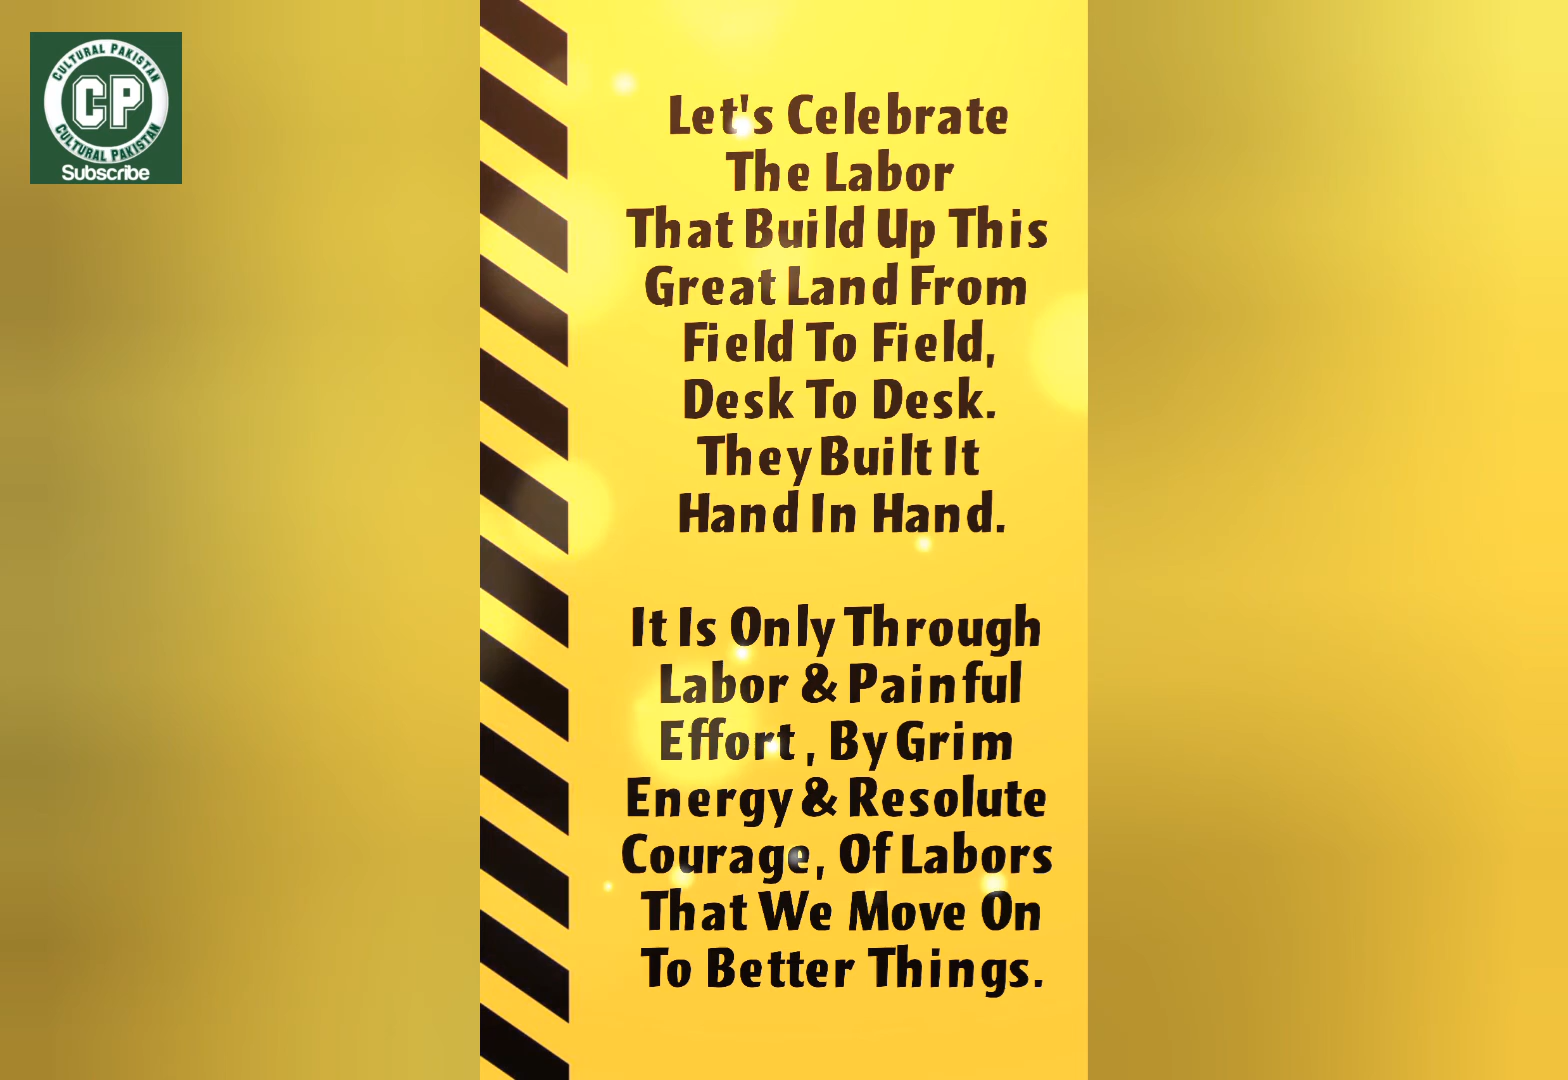 CULTURAL PAKISTAN
CP
CULTURAL PAKISTAN
Subscribe
Let's Celebrate
The Labor
That Build Up This
Great Land From
Field To Field,
Desk To Desk.
They Built It
Hand In Hand.
It Is Only Through
Labor & Painful
Effort , By Grim
Energy & Resolute
Courage, Of Labors
That We Move On
To Better Things.